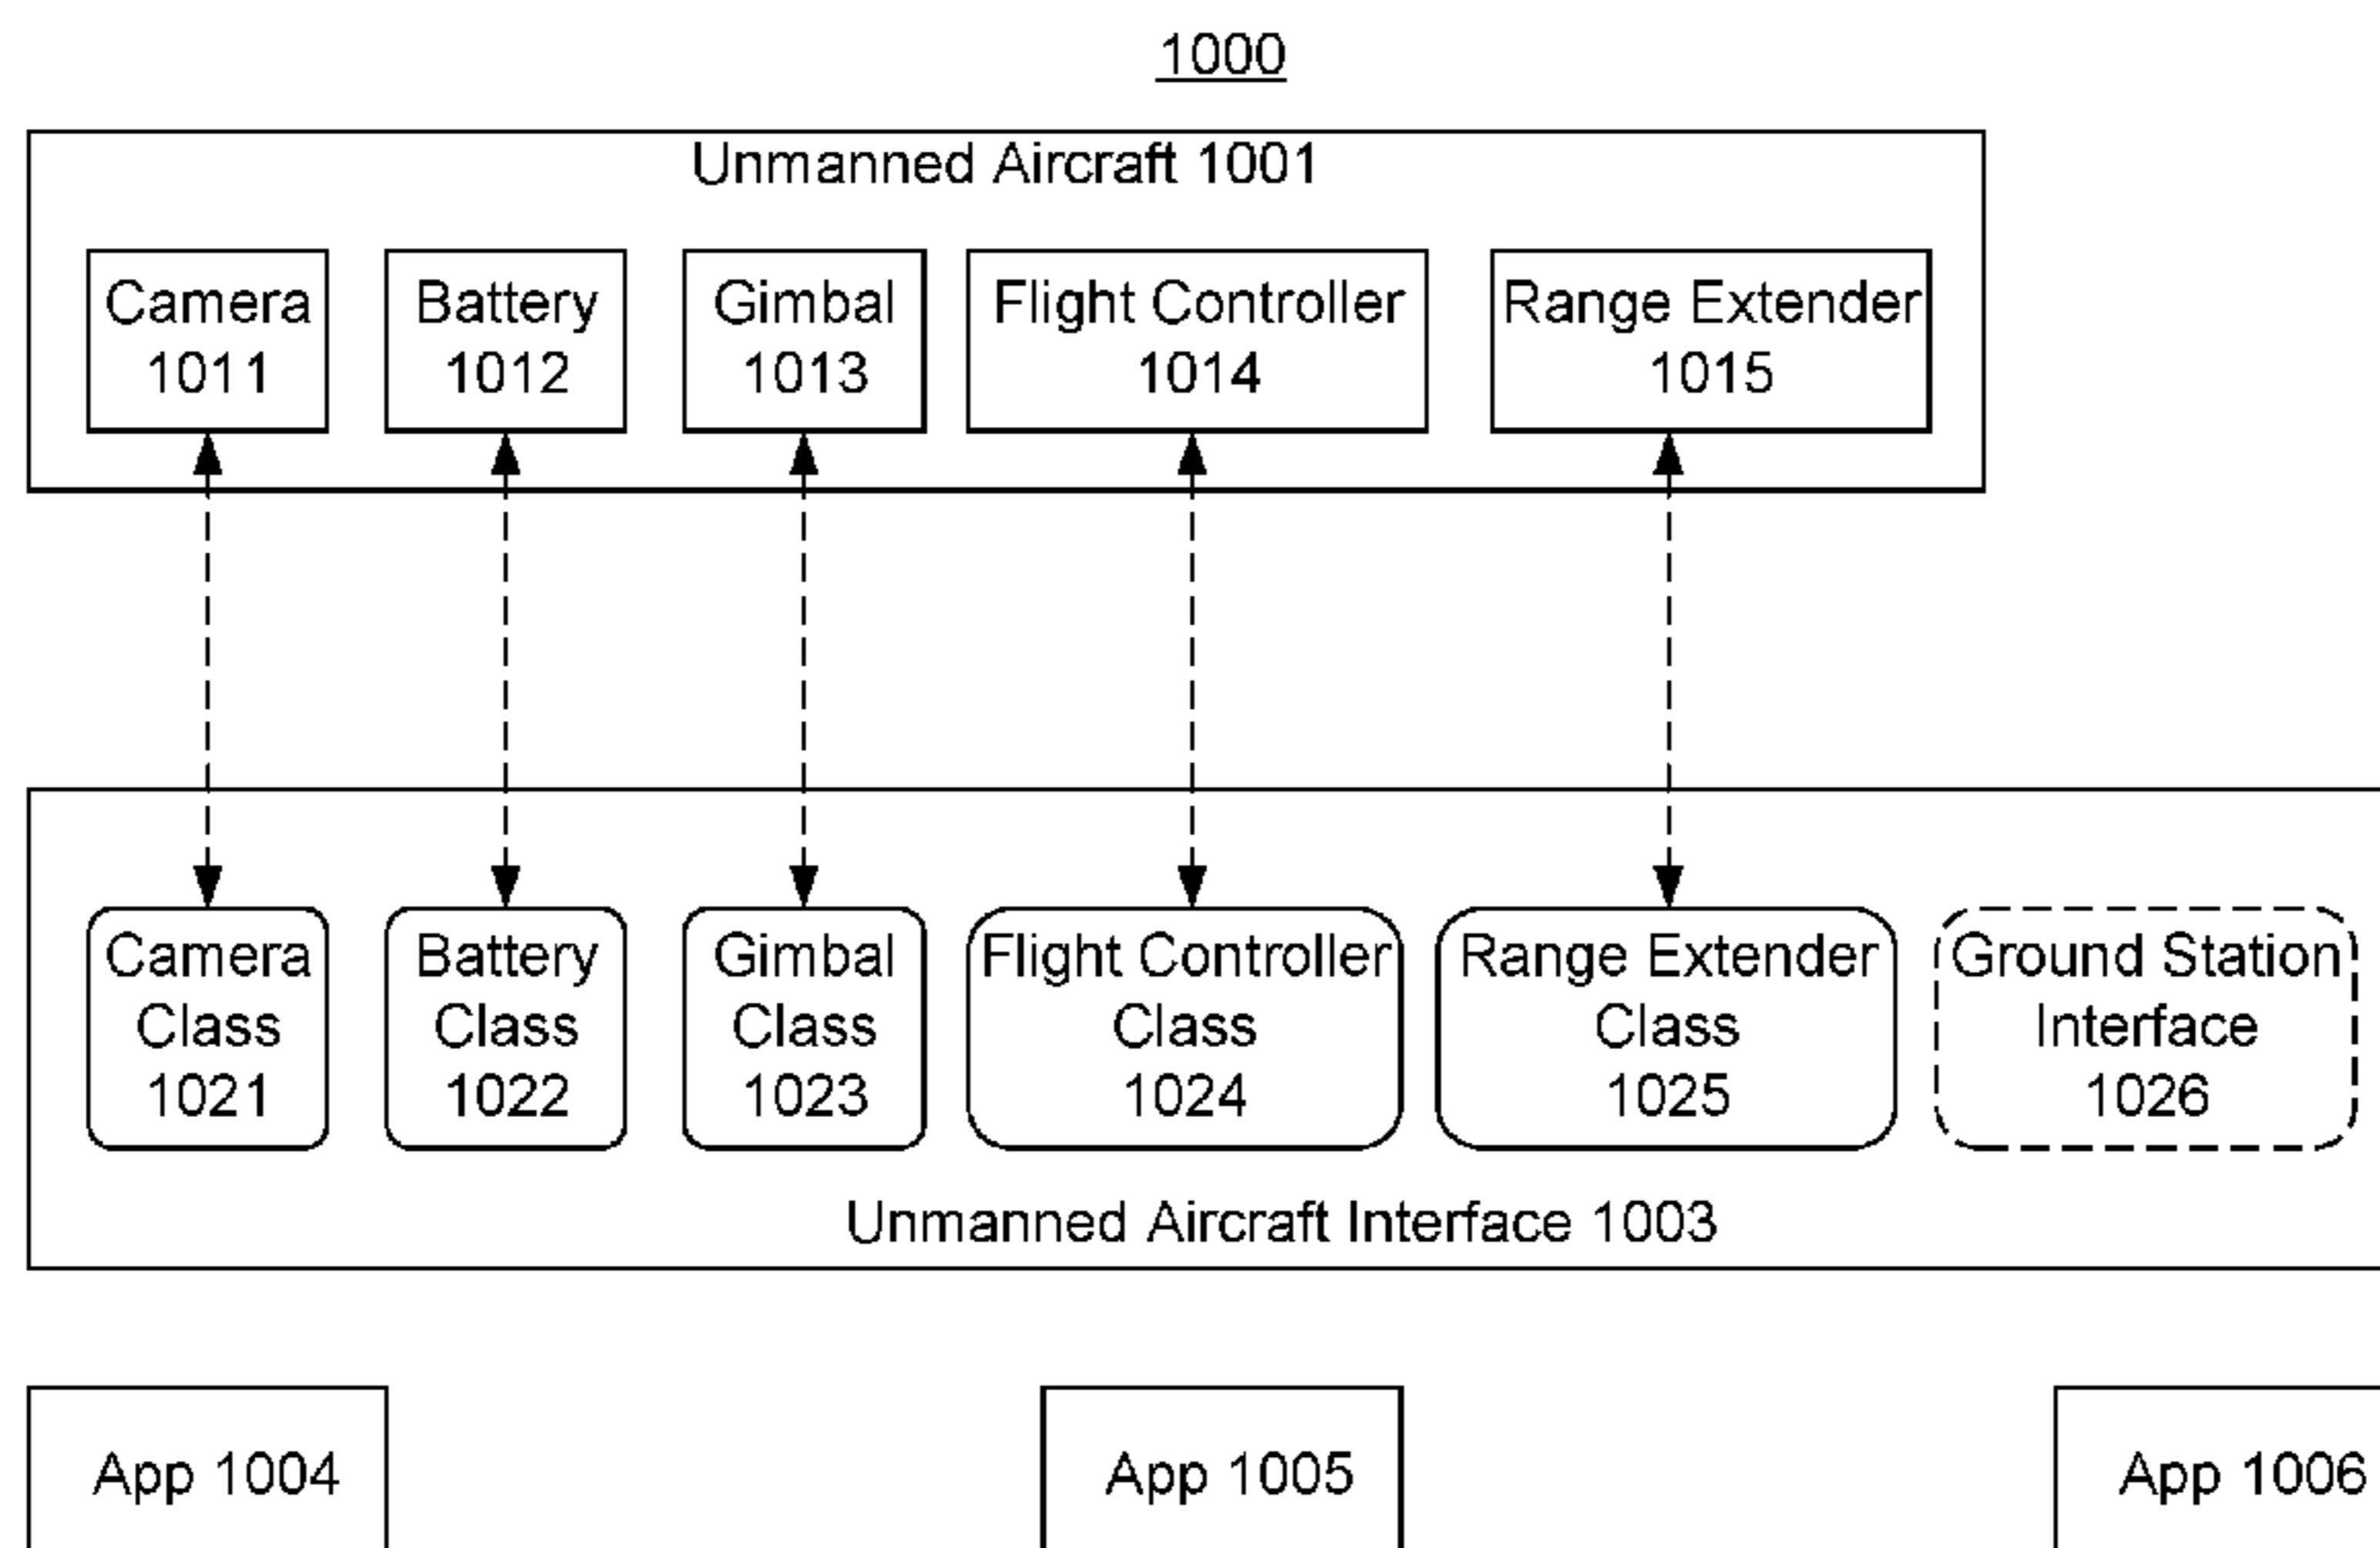 1000
Unmanned Aircraft 1001
Camera
1011
Battery
1012
Gimbal
1013
Flight Controller
1014
Range Extender
1015
Camera
Class
1021
Battery
Class
1022
Gimbal
Class
1023
Flight Controller
Class
1024
Range Extender
Class
1025
Ground Station
Interface
1026
Unmanned Aircraft Interface 1003
App 1004
App 1005
App 1006